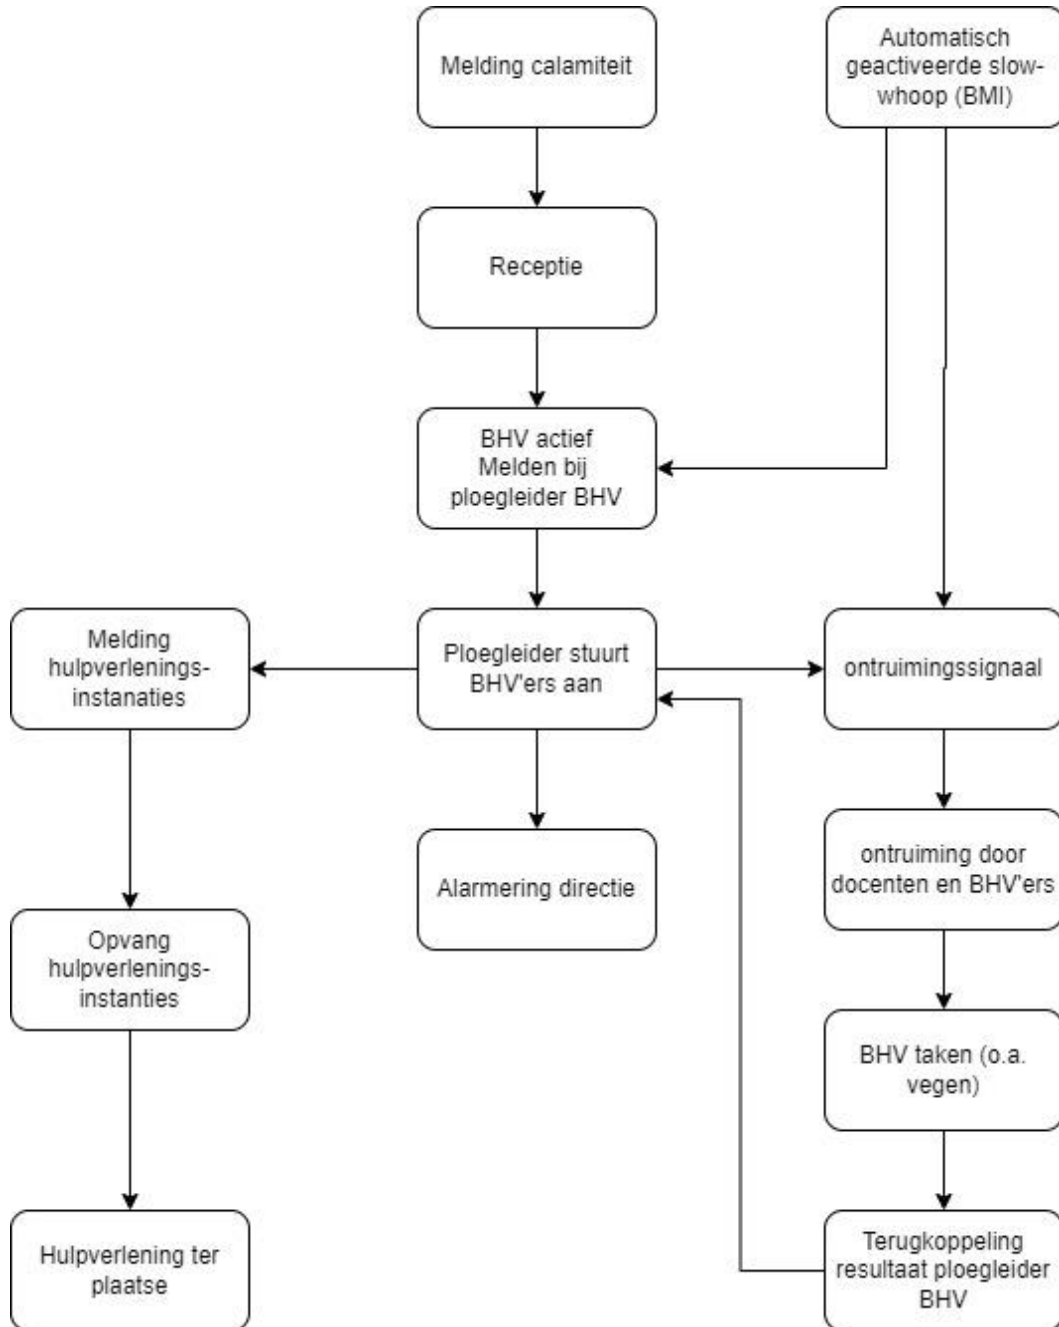 Melding calamiteit
Automatisch
geactiveerde slow-
whoop (BMI)
Receptie
BHV actief
Melden bij
ploegleider BHV
Melding
hulpverlenings-
instanaties
Ploegleider stuurt
BHV'ers aan
ontruimingssignaal
Alarmering directie
ontruiming door
docenten en BHV'ers
Opvang
hulpverlenings-
instanties
BHV taken (o.a.
vegen)
Hulpverlening ter
plaatse
Terugkoppeling
resultaat ploegleider
BHV